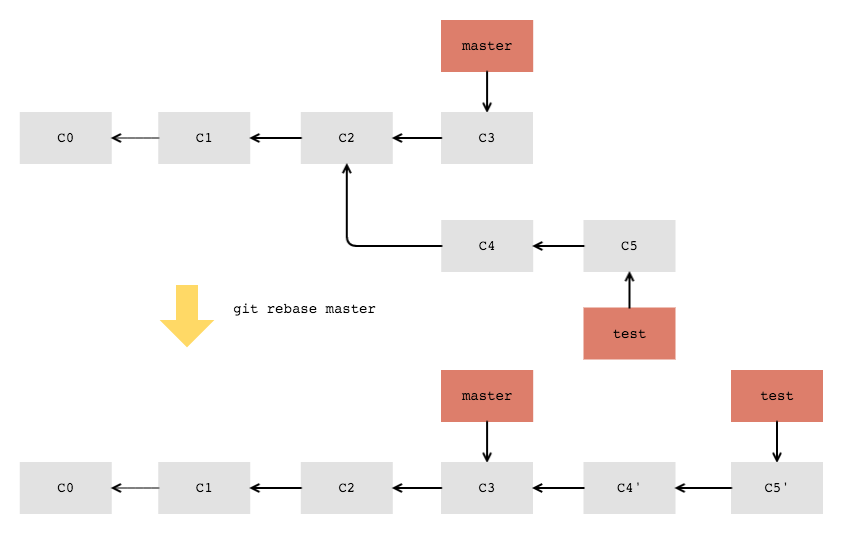 master
C0
C1
C2
C3
C4
C5
git rebase master
test
master
test
C0
C1
C2
C3
C4'
C5'